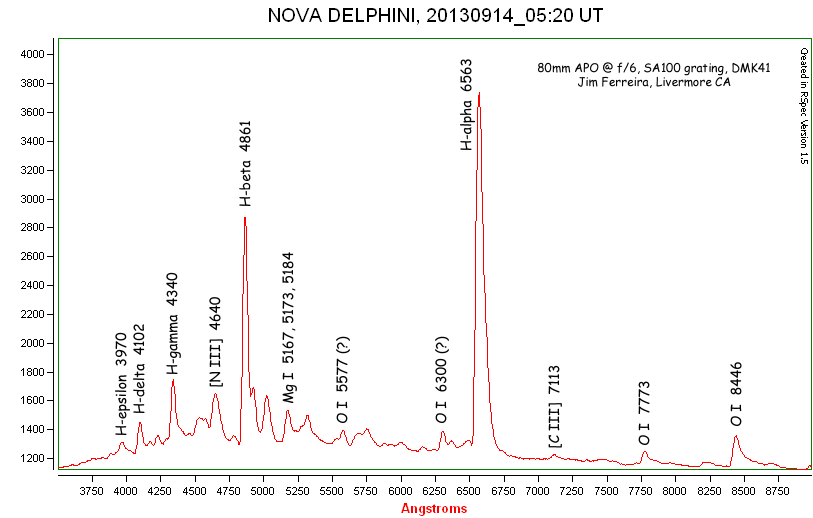 NOVA DELPHINI, 20130914_05:20 UT
80mm APO @ f/6, SA100 grating, DMK41
Jim Ferreira, Livermore CA
Created in RSpec Version 1.5
4000
3800
3600
3400
3200
3000
2800
2600
2400
2200
2000
1800
1600
1400
1200
H-epsilon 3970
H-delta 4102
H-gamma 4340
[N III] 4640
H-beta 4861
Mg I 5167, 5173, 5184
O I 5577 (?)
O I 6300 (?)
H-alpha 6563
[C III] 7113
O I 7773
O I 8446
3750 4000 4250 4500 4750 5000 5250 5500 5750 6000 6250 6500 6750 7000 7250 7500 7750 8000 8250 8500 8750
Angstroms